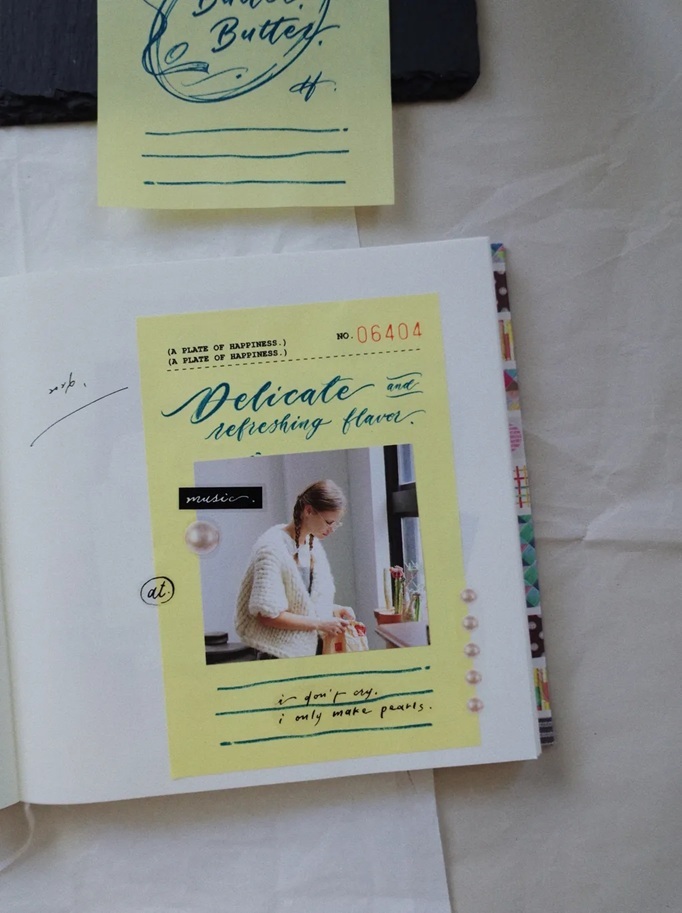 Butter.
Butter.
(A PLATE OF HAPPINESS.)
(A PLATE OF HAPPINESS.)
NO. 06404
Delicate and
refreshing flavor.
music.
at.
i don't cry.
i only make pearls.